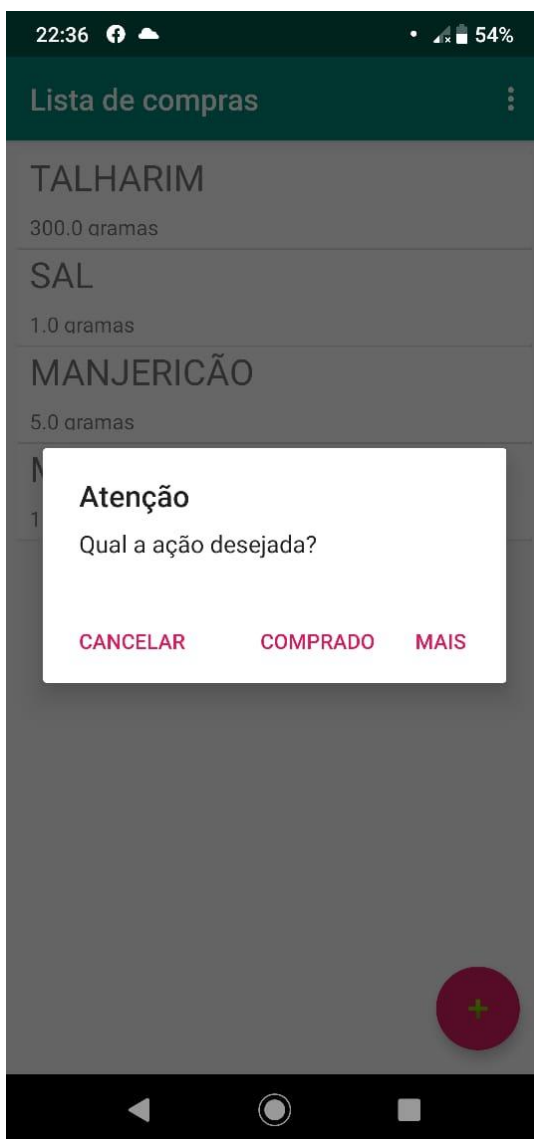 22:36 54%
Lista de compras
TALHARIM
300.0 gramas
SAL
1.0 gramas
MANJERICÃO
5.0 gramas
Atenção
Qual a ação desejada?
CANCELAR COMPRADO MAIS